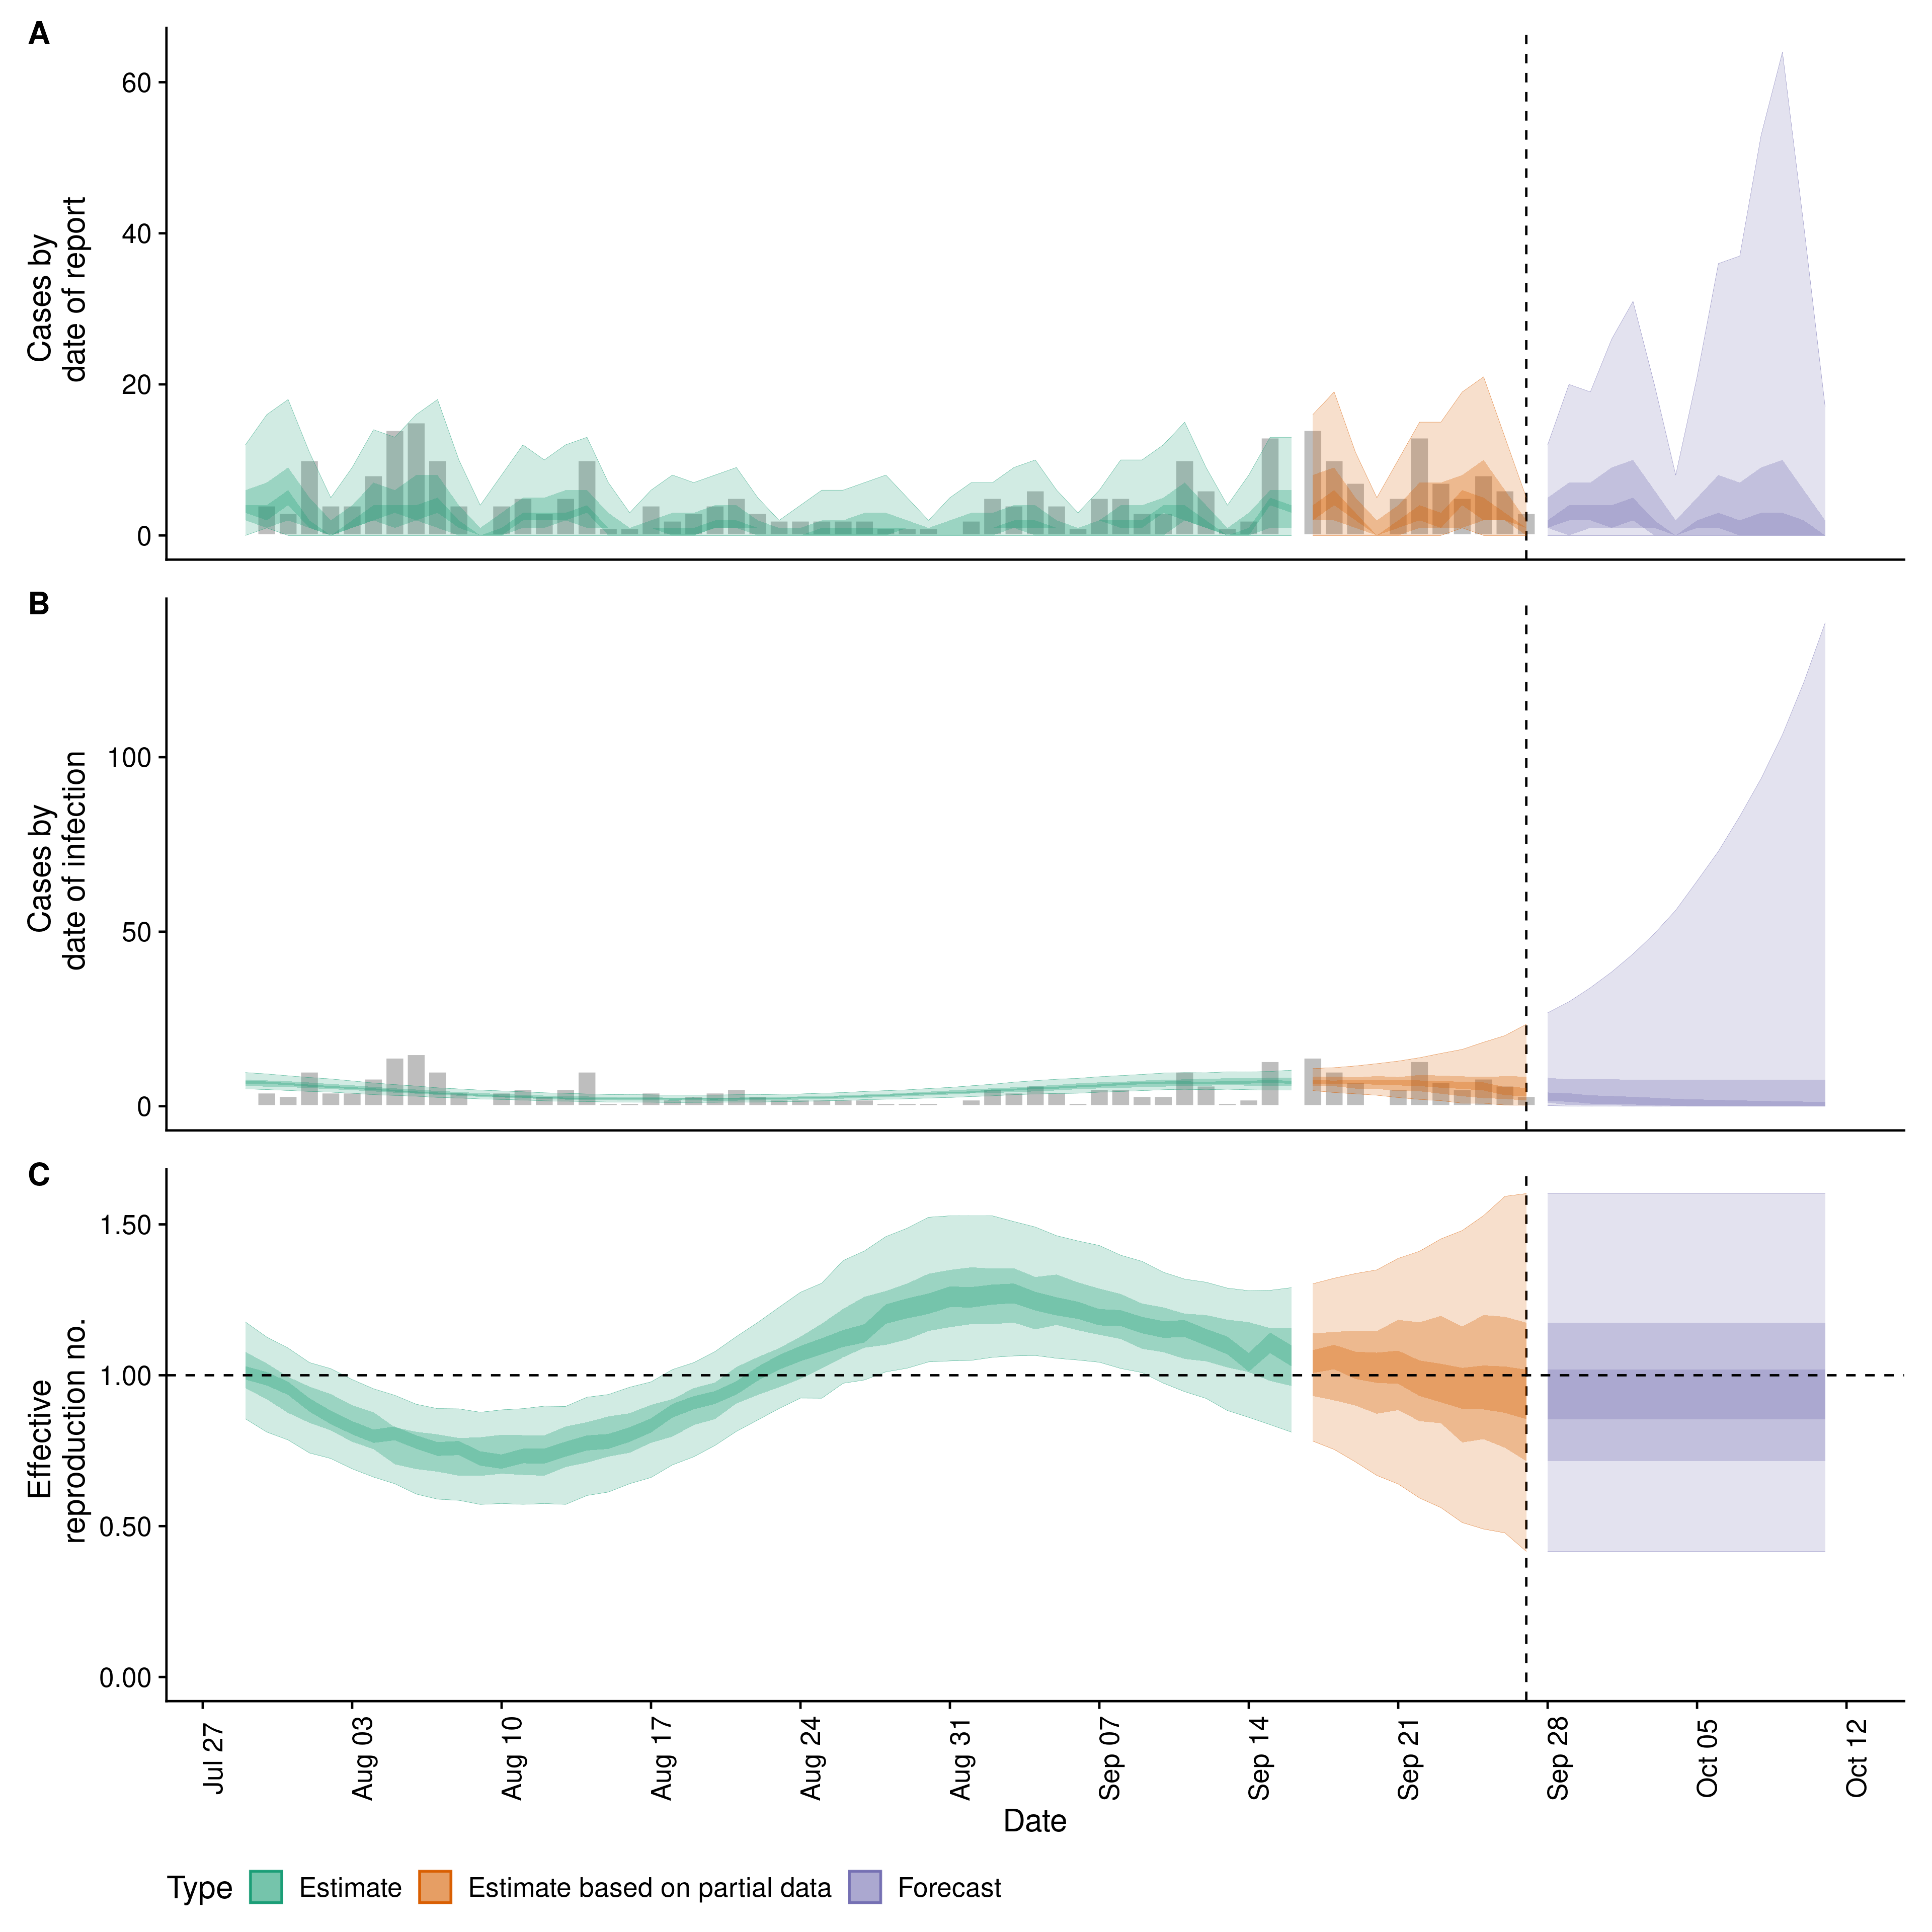 A
Cases by
date of report
60
40
20
0
B
Cases by
date of infection
100
50
0
C
Effective
reproduction no.
1.50
1.00
0.50
0.00
Jul 27
Aug 03
Aug 10
Aug 17
Aug 24
Aug 31
Sep 07
Sep 14
Sep 21
Sep 28
Oct 05
Oct 12
Date
Type Estimate Estimate based on partial data Forecast